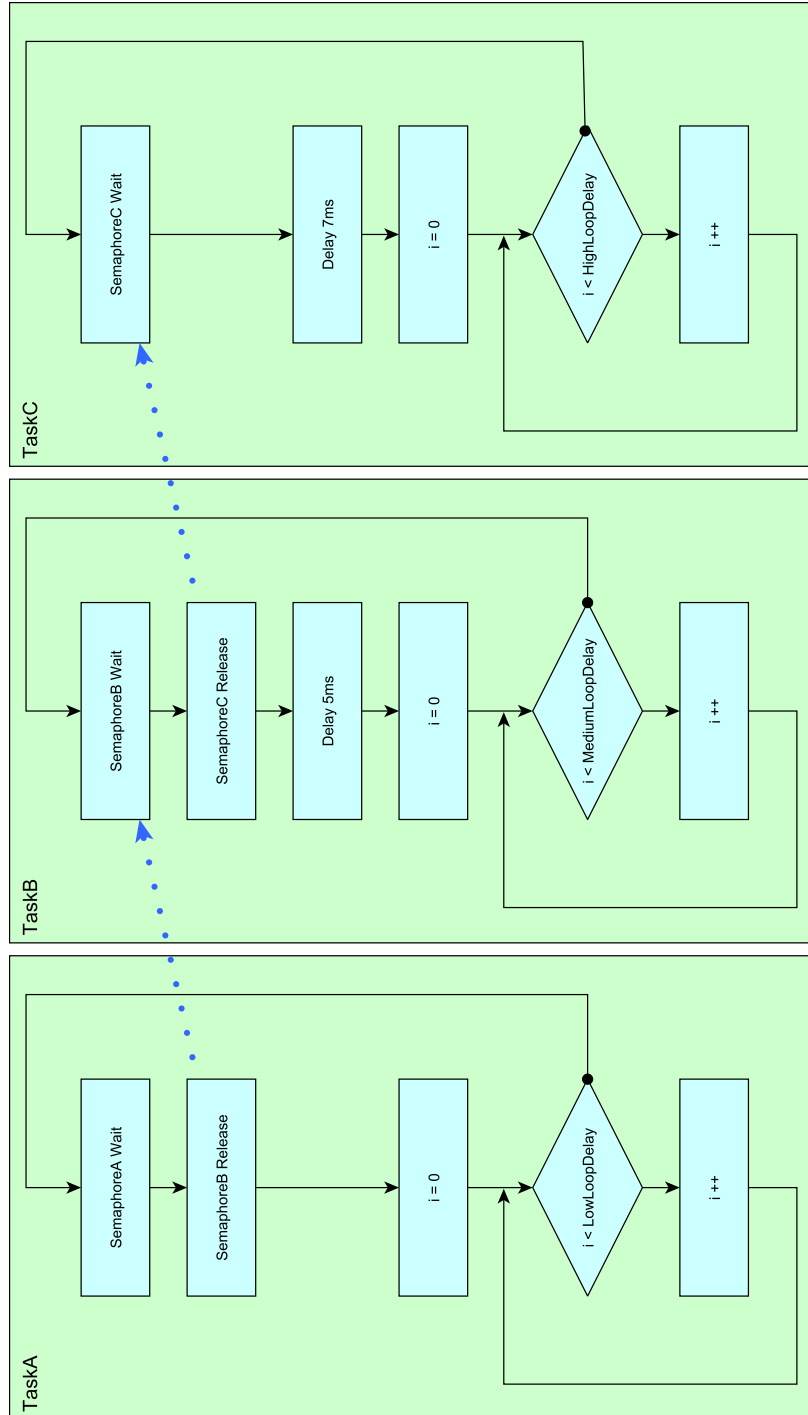 TaskA
SemaphoreA Wait
SemaphoreB Release
i = 0
i < LowLoopDelay
i ++
TaskB
SemaphoreB Wait
SemaphoreC Release
Delay 5ms
i = 0
i < MediumLoopDelay
i ++
TaskC
SemaphoreC Wait
Delay 7ms
i = 0
i < HighLoopDelay
i ++